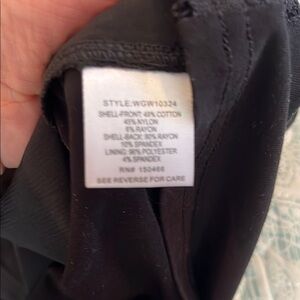 STYLE:WGW10324
SHELL-FRONT: 49% COTTON
45% NYLON
6% RAYON
SHELL-BACK: 90% RAYON
10% SPANDEX
LINING: 96% POLYESTER
4% SPANDEX
RN# 150466
SEE REVERSE FOR CARE